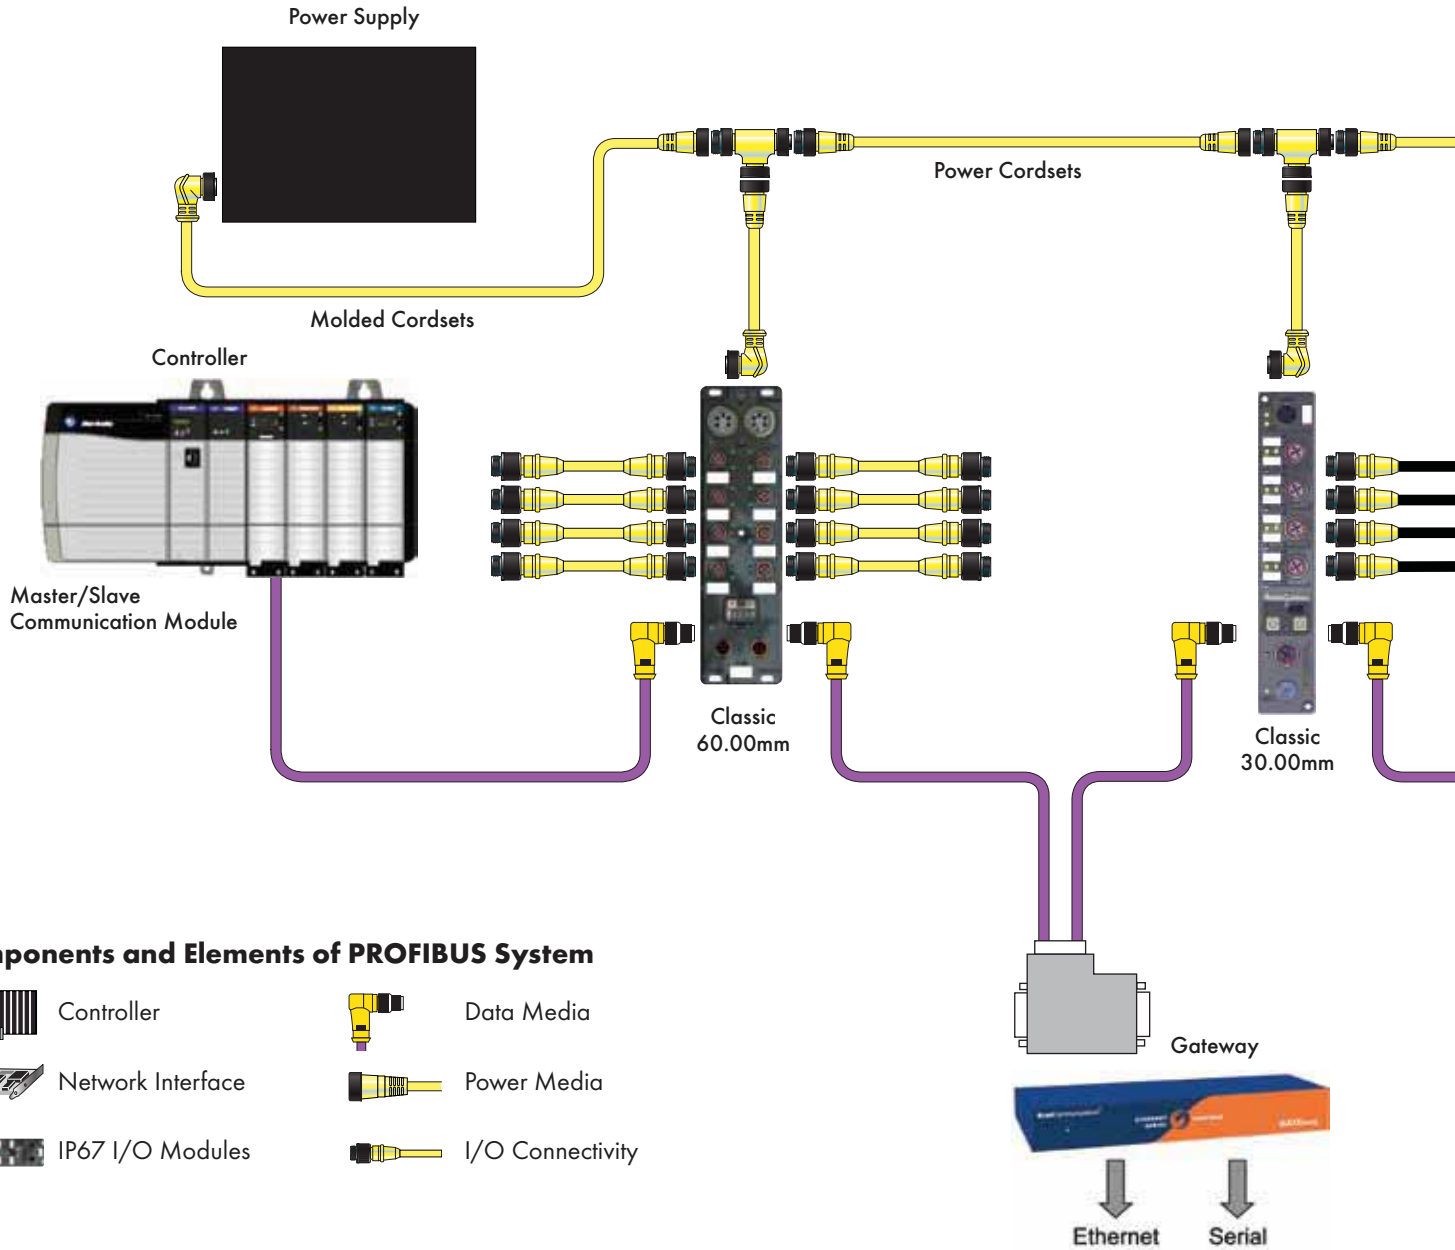 Power Supply
Power Cordsets
Molded Cordsets
Controller
Master/Slave
Communication Module
Classic
60.00mm
Classic
30.00mm
ponents and Elements of PROFIBUS System
Controller
Data Media
Network Interface
Power Media
IP67 I/O Modules
I/O Connectivity
Gateway
Ethernet
Serial